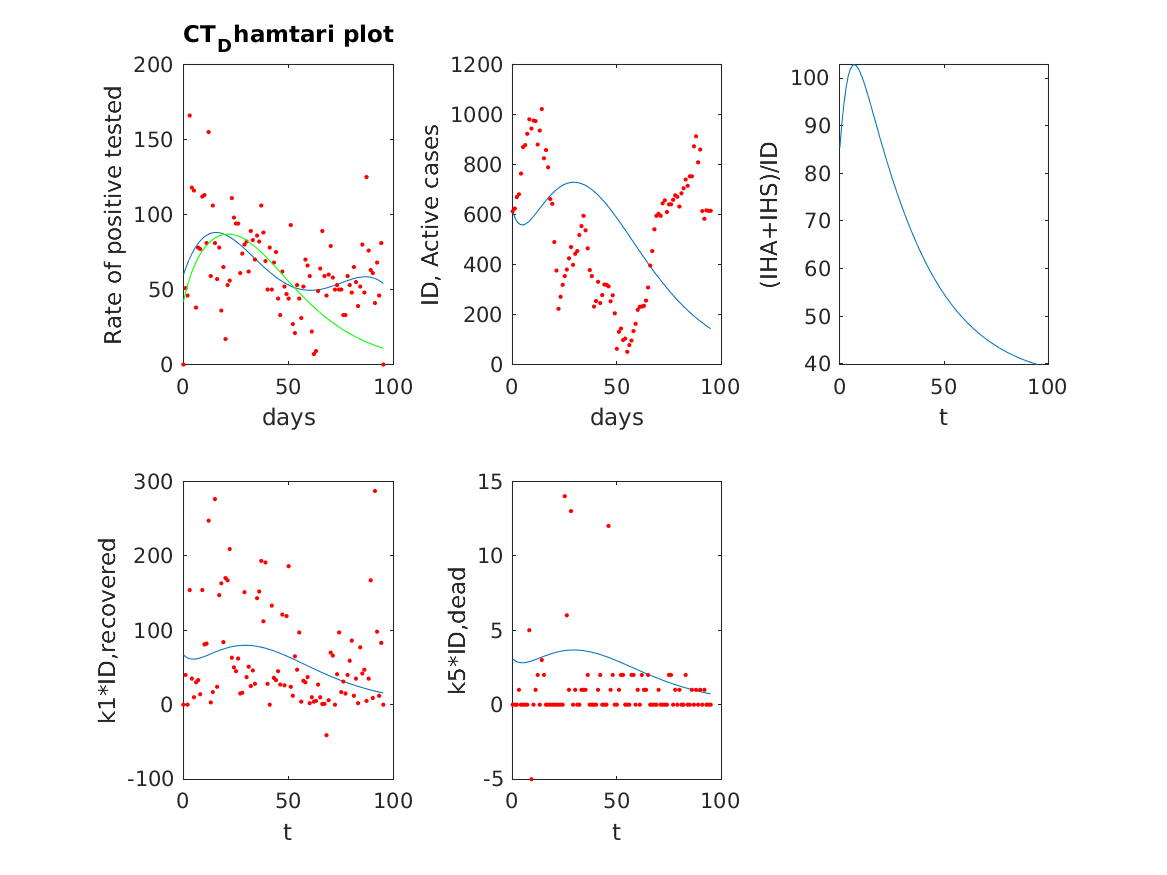 CT_Dhamtari plot
200
150
100
50
0
0 50 100
days
Rate of positive tested
1200
1000
800
600
400
200
0
0 50 100
days
ID, Active cases
100
90
80
70
60
50
40
0 50 100
t
(IHA+IHS)/ID
300
200
100
0
-100
0 50 100
t
k1*ID,recovered
15
10
5
0
-5
0 50 100
t
k5*ID,dead